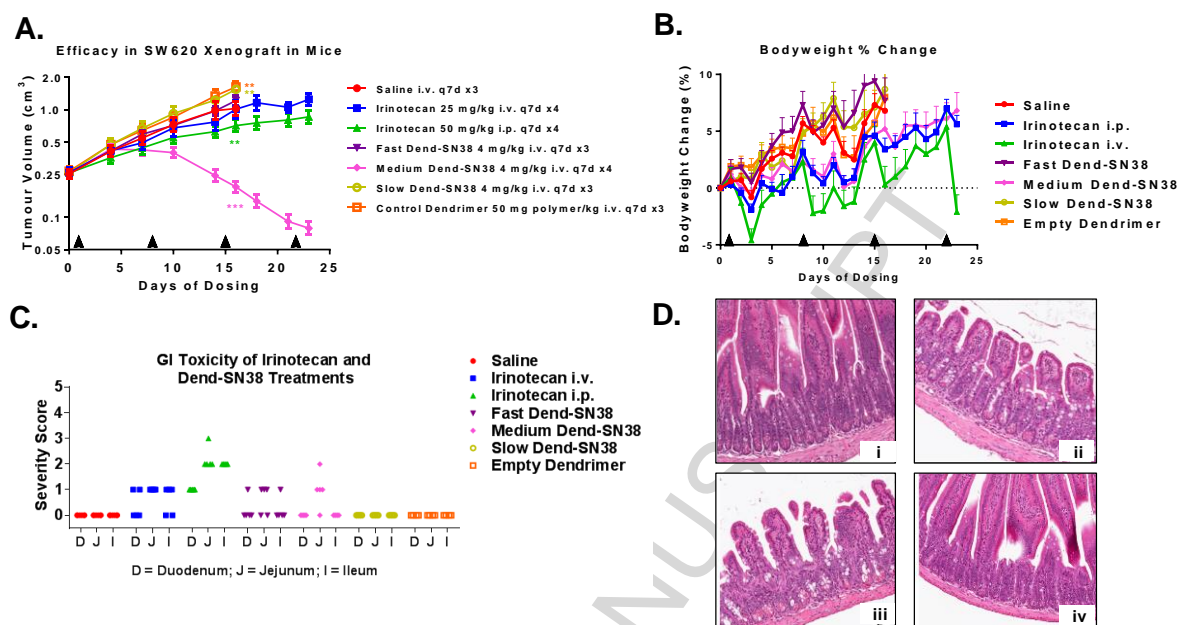 A.
Efficacy in SW620 Xenograft in Mice
Tumour Volume (cm³)
2.0
1.0
0.5
0.25
0.1
0.05
0
5
10
15
20
25
Days of Dosing
**
**
**
***
Saline i.v. q7d x3
Irinotecan 25 mg/kg i.v. q7d x4
Irinotecan 50 mg/kg i.p. q7d x4
Fast Dend-SN38 4 mg/kg i.v. q7d x3
Medium Dend-SN38 4 mg/kg i.v. q7d x4
Slow Dend-SN38 4 mg/kg i.v. q7d x3
Control Dendrimer 50 mg polymer/kg i.v. q7d x3
B.
Bodyweight % Change
Bodyweight Change (%)
10
5
0
-5
0
5
10
15
20
25
Days of Dosing
Saline
Irinotecan i.p.
Irinotecan i.v.
Fast Dend-SN38
Medium Dend-SN38
Slow Dend-SN38
Empty Dendrimer
C.
GI Toxicity of Irinotecan and
Dend-SN38 Treatments
Severity Score
5
4
3
2
1
0
D J I D J I D J I D J I D J I D J I D J I
D = Duodenum; J = Jejunum; I = Ileum
Saline
Irinotecan i.v.
Irinotecan i.p.
Fast Dend-SN38
Medium Dend-SN38
Slow Dend-SN38
Empty Dendrimer
D.
i
ii
iii
iv